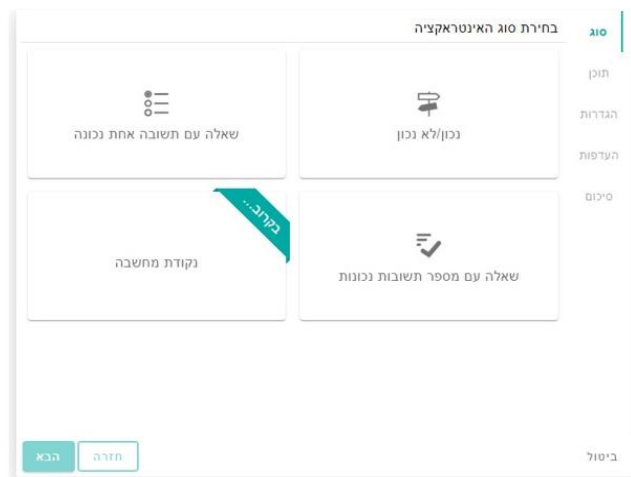 בחירת סוג האינטראקציה
סוג
תוכן
הגדרות
העדפות
סיכום
נכון/לא נכון
שאלה עם תשובה אחת נכונה
שאלה עם מספר תשובות נכונות
בקרוב...
נקודת מחשבה
ביטול
חזרה
הבא